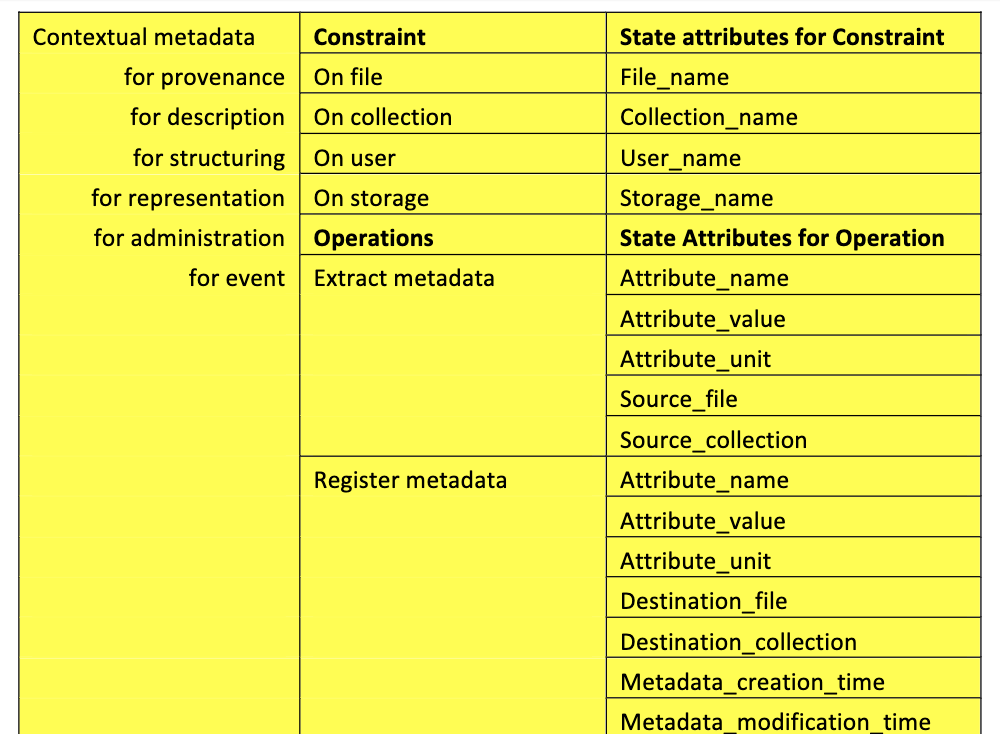 Contextual metadata Constraint State attributes for Constraint
for provenance On file File_name
for description On collection Collection_name
for structuring On user User_name
for representation On storage Storage_name
for administration Operations State Attributes for Operation
for event Extract metadata Attribute_name
Attribute_value
Attribute_unit
Source_file
Source_collection
Register metadata Attribute_name
Attribute_value
Attribute_unit
Destination_file
Destination_collection
Metadata_creation_time
Metadata_modification_time